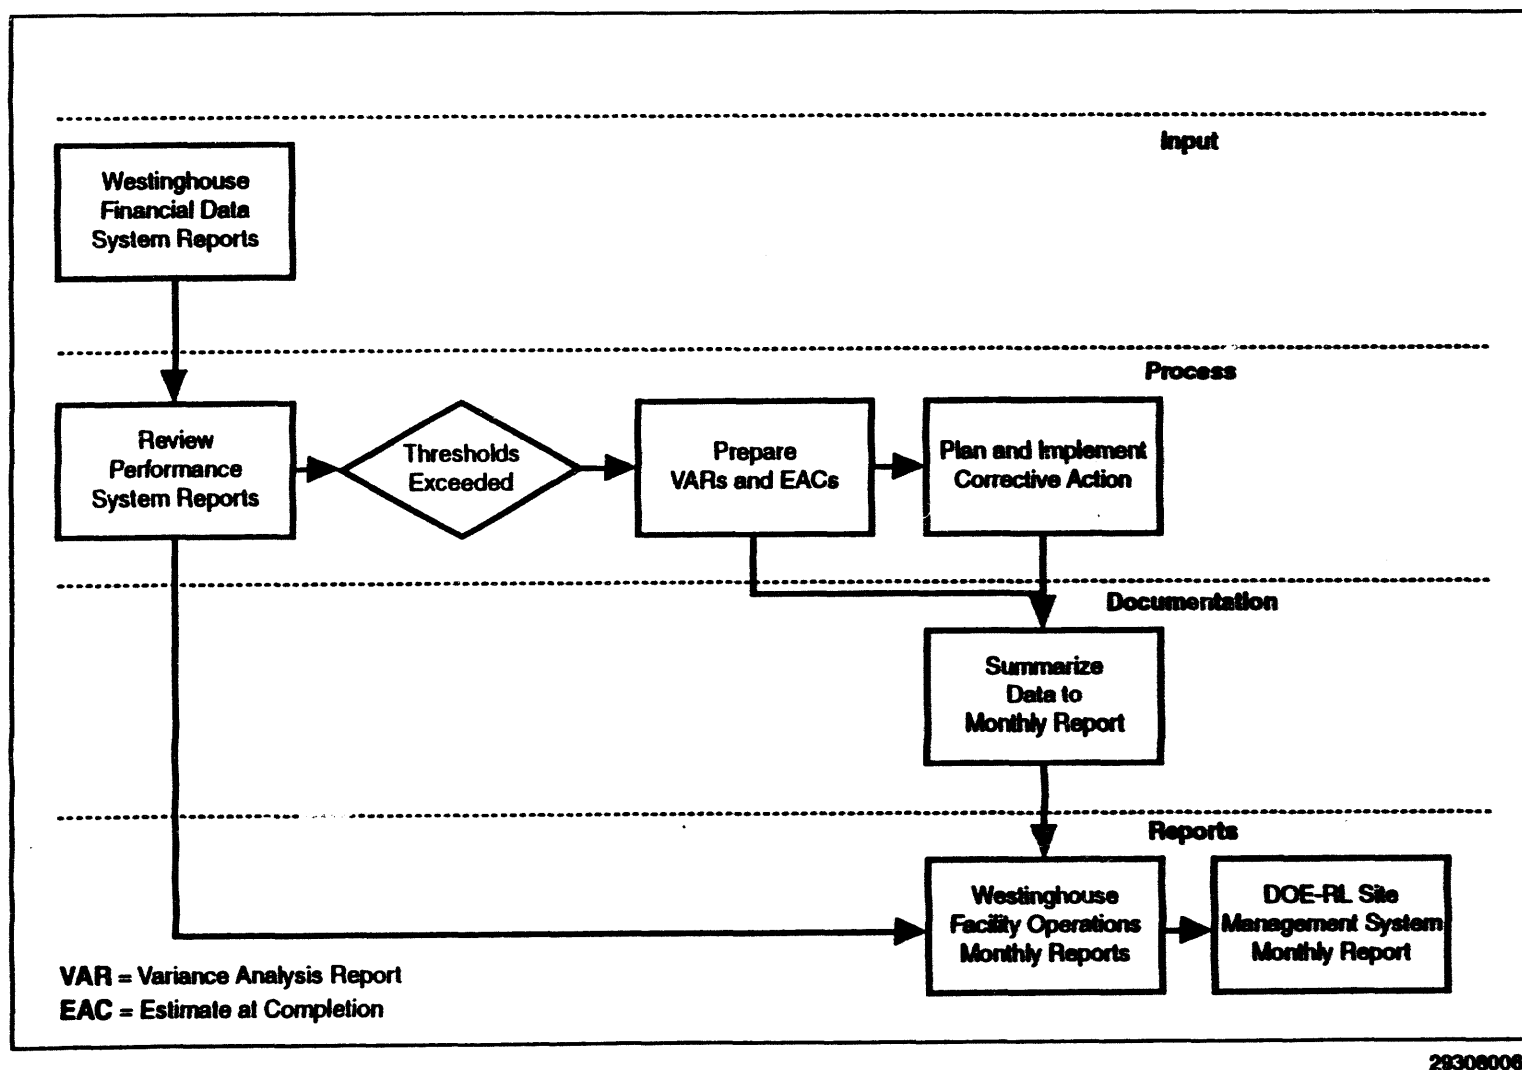 Input
Westinghouse
Financial Data
System Reports
Process
Review
Performance
System Reports
Thresholds
Exceeded
Prepare
VARs and EACs
Plan and Implement
Corrective Action
Documentation
Summarize
Data to
Monthly Report
Reports
Westinghouse
Facility Operations
Monthly Reports
DOE-RL Site
Management System
Monthly Report
VAR = Variance Analysis Report
EAC = Estimate at Completion
29306006